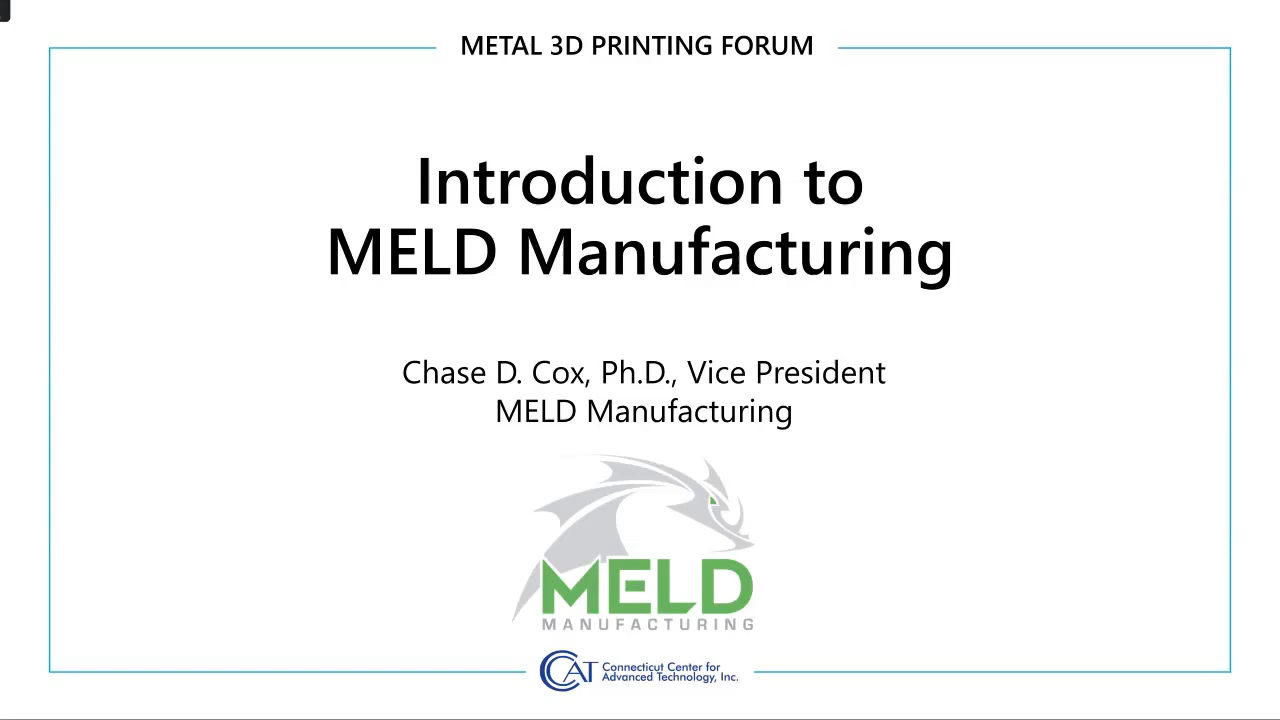 METAL 3D PRINTING FORUM
Introduction to
MELD Manufacturing
Chase D. Cox, Ph.D., Vice President
MELD Manufacturing
MELD
MANUFACTURING
CCAT Connecticut Center for
Advanced Technology, Inc.